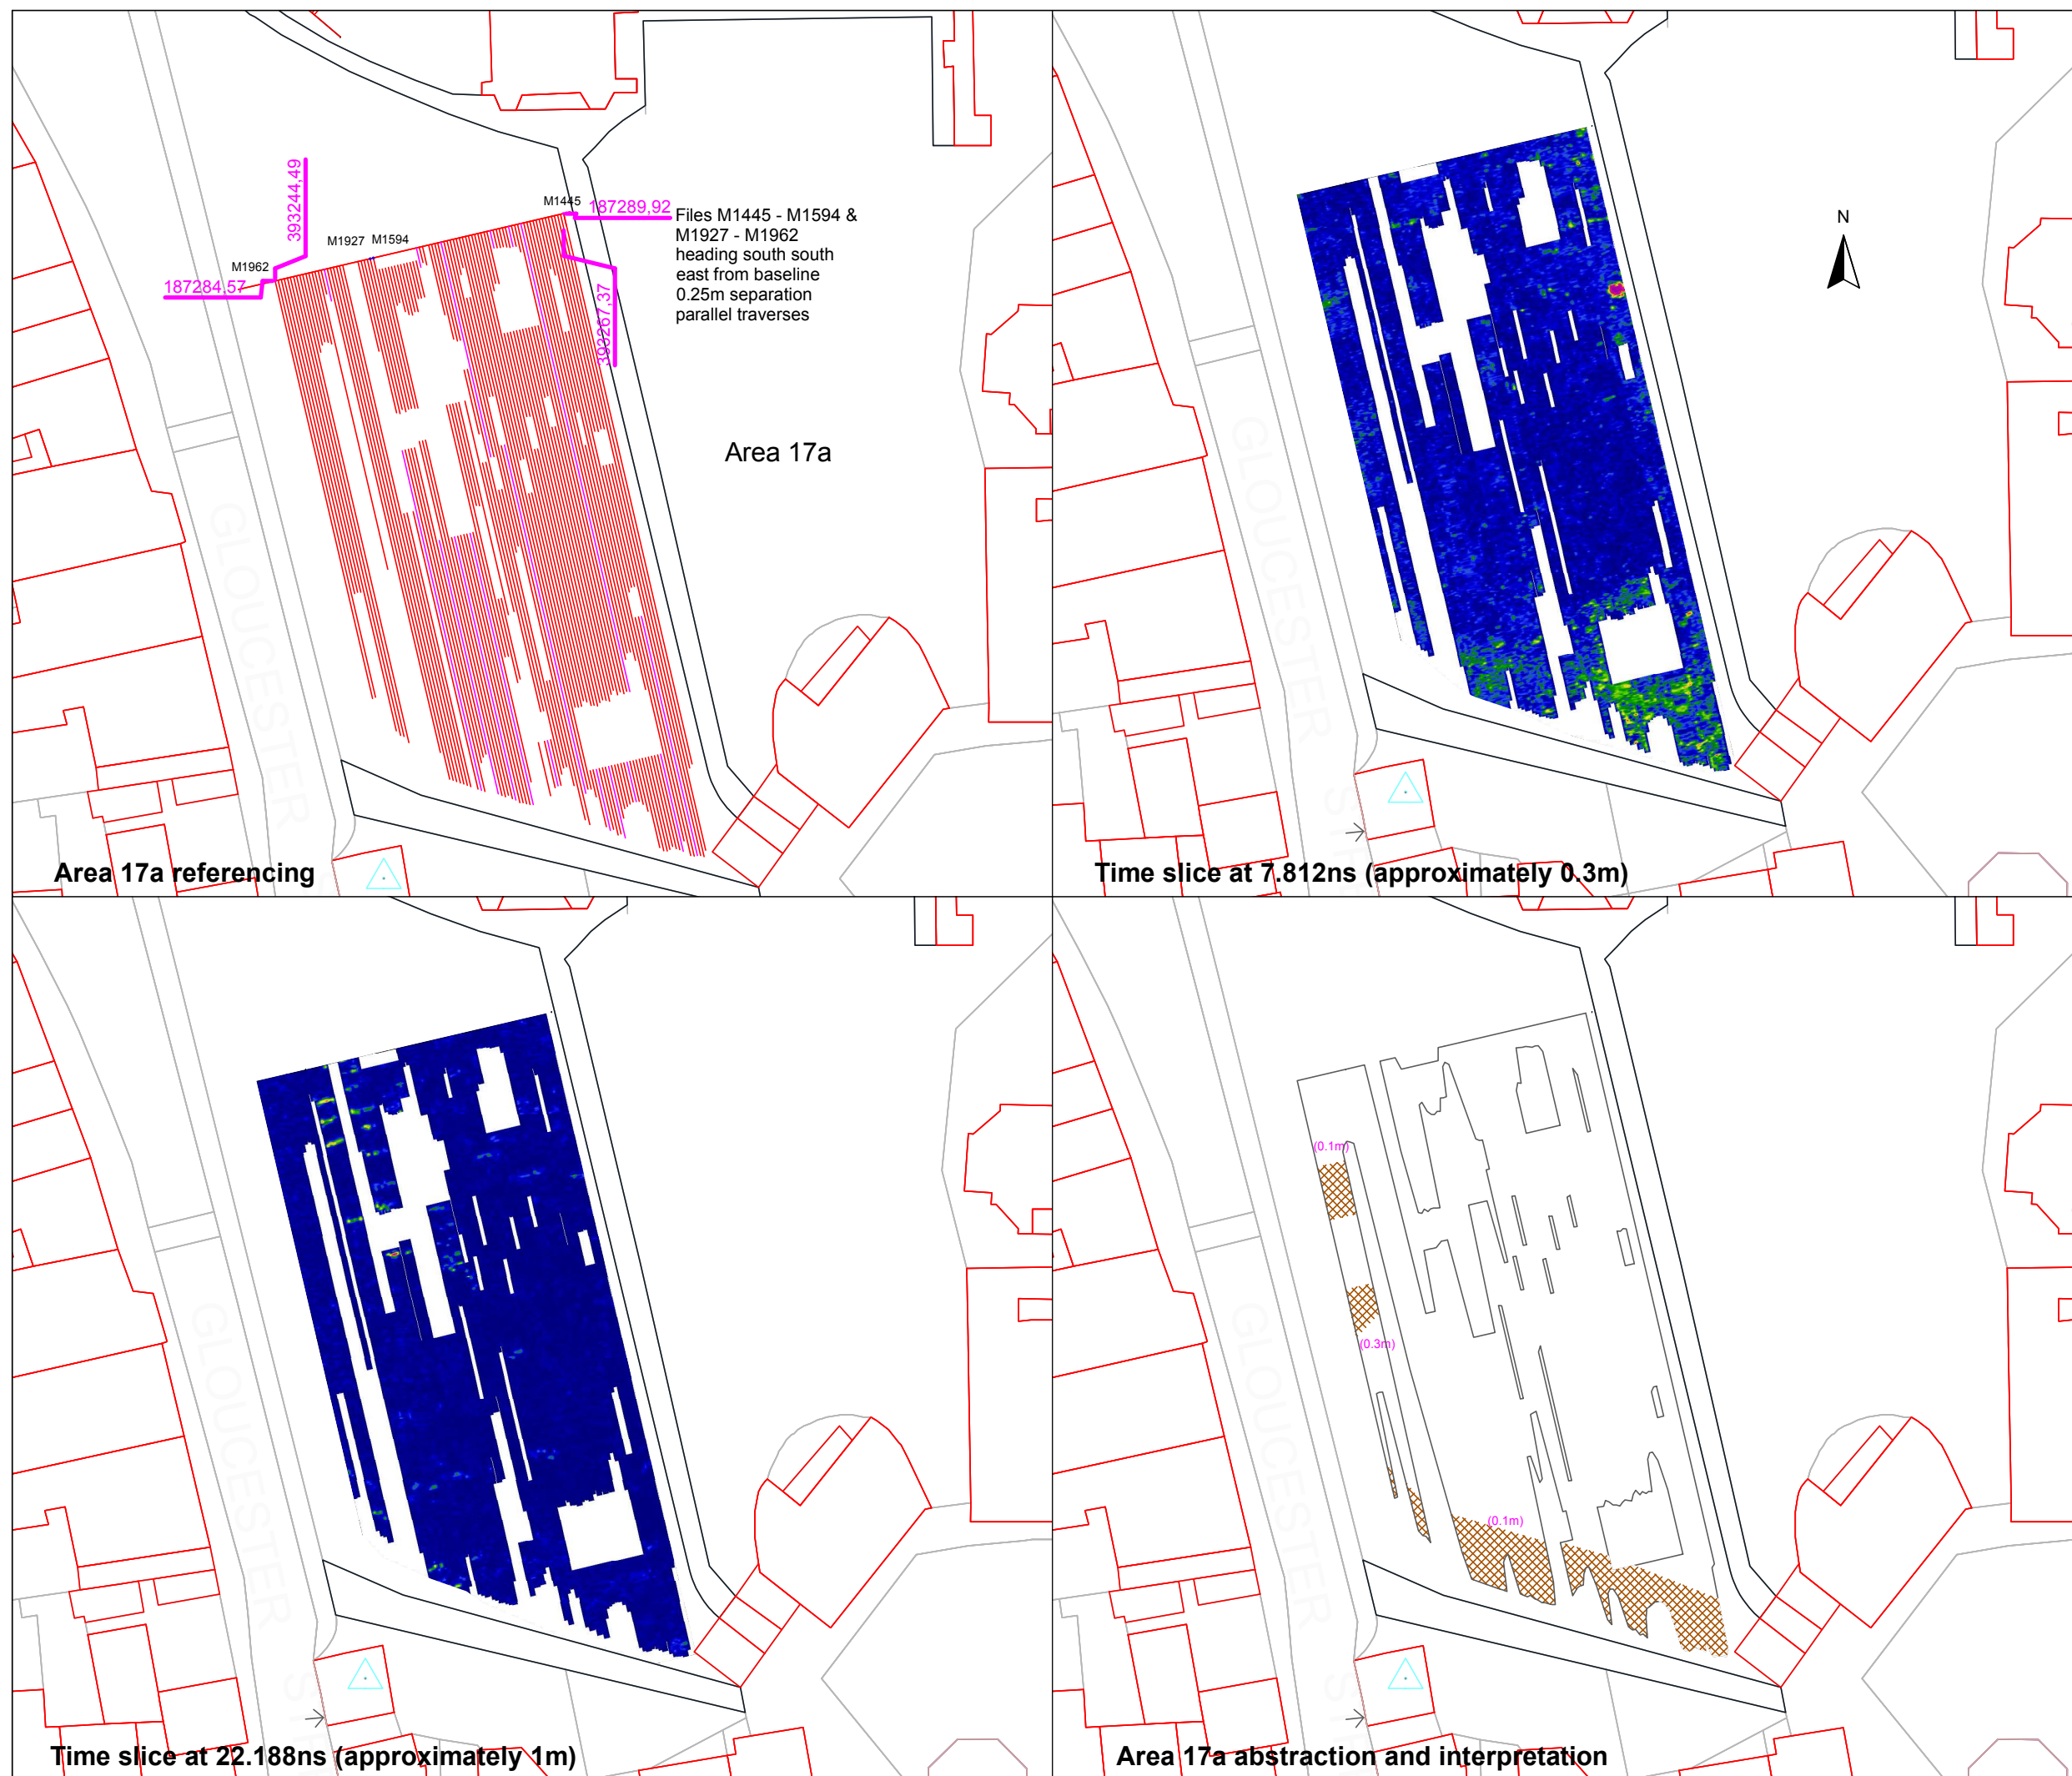 393244,49
M1445
187289,92
Files M1445 - M1594 &
M1927 - M1962
heading south south
east from baseline
0.25m separation
parallel traverses
M1927
M1594
M1962
187284,57
393267,37
Area 17a
GLOUCESTER
Area 17a referencing
N
GLOUCESTER
Time slice at 7.812ns (approximately 0.3m)
GLOUCESTER
Time slice at 22.188ns (approximately 1m)
(0.1m)
(0.3m)
(0.1m)
GLOUCESTER
Area 17a abstraction and interpretation